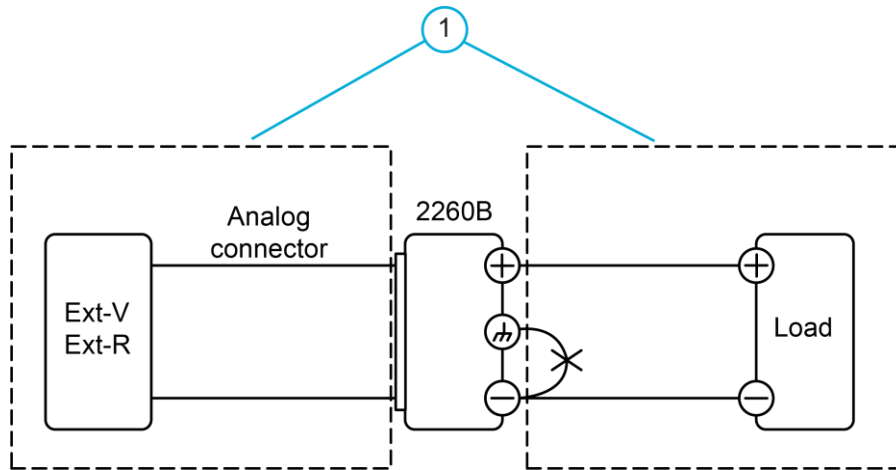 1
Analog
connector
2260B
Ext-V
Ext-R
+
+
Load
−
−